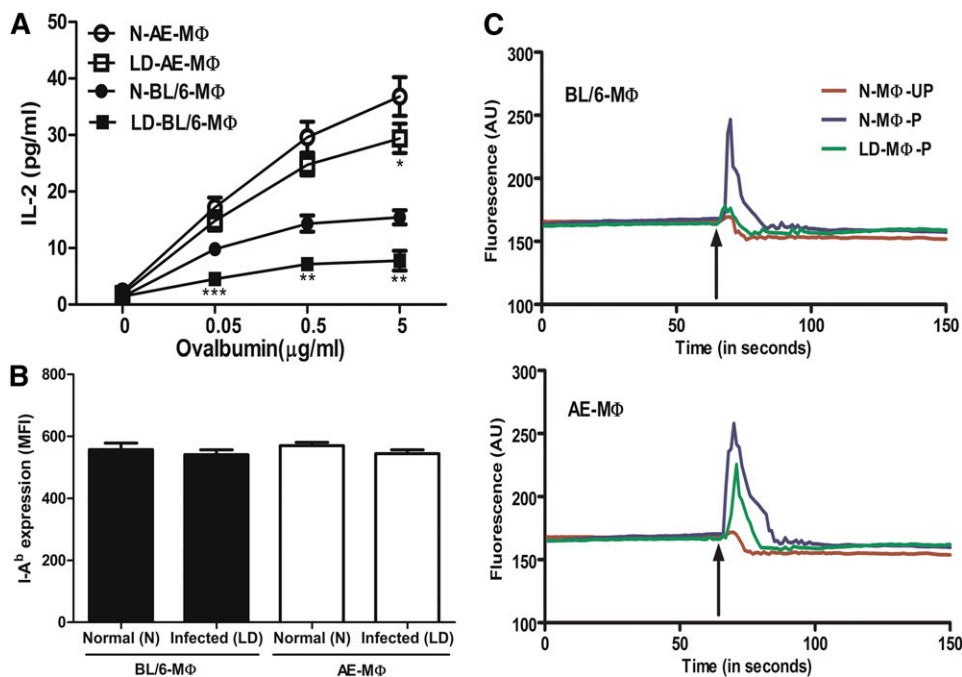 A
50
40
30
20
10
0
IL-2 (pg/ml)
N-AE-MΦ
LD-AE-MΦ
N-BL/6-MΦ
LD-BL/6-MΦ
*
***
**
**
0
0.05
0.5
5
Ovalbumin(μg/ml)
B
800
600
400
200
0
I-Aᵇ expression (MFI)
Normal (N)
Infected (LD)
Normal (N)
Infected (LD)
BL/6-MΦ
AE-MΦ
C
300
250
200
150
100
Fluorescence (AU)
BL/6-MΦ
N-MΦ-UP
N-MΦ-P
LD-MΦ-P
0
50
100
150
Time (in seconds)
300
250
200
150
100
Fluorescence (AU)
AE-MΦ
0
50
100
150
Time (in seconds)